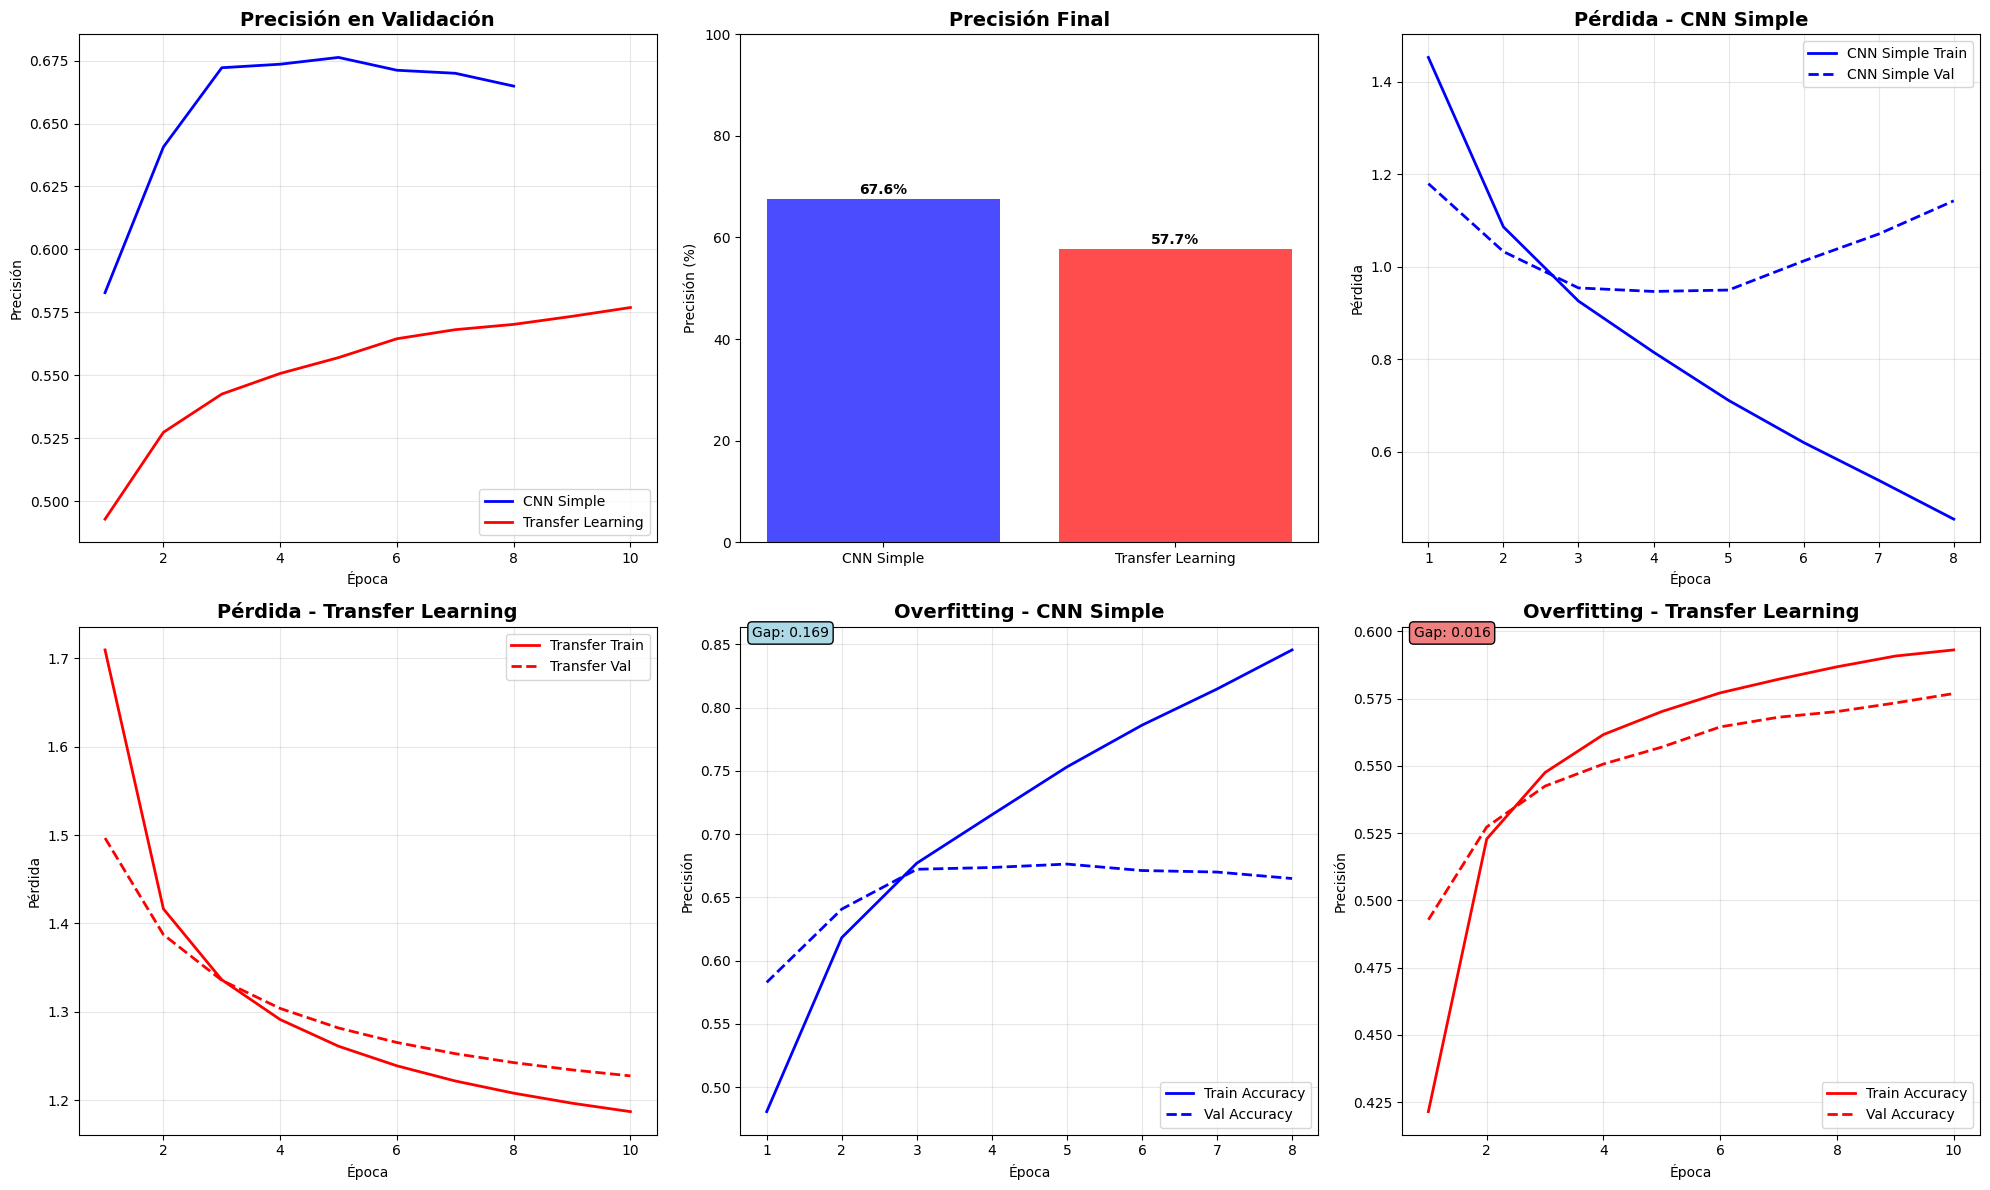 Precisión en Validación
Precisión
0.675
0.650
0.625
0.600
0.575
0.550
0.525
0.500
2 4 6 8 10
Época
CNN Simple
Transfer Learning
Precisión Final
Precisión (%)
100
80
60
40
20
0
67.6%
57.7%
CNN Simple Transfer Learning
Pérdida - CNN Simple
Pérdida
1.4
1.2
1.0
0.8
0.6
1 2 3 4 5 6 7 8
Época
CNN Simple Train
CNN Simple Val
Pérdida - Transfer Learning
Pérdida
1.7
1.6
1.5
1.4
1.3
1.2
2 4 6 8 10
Época
Transfer Train
Transfer Val
Overfitting - CNN Simple
Gap: 0.169
Precisión
0.85
0.80
0.75
0.70
0.65
0.60
0.55
0.50
1 2 3 4 5 6 7 8
Época
Train Accuracy
Val Accuracy
Overfitting - Transfer Learning
Gap: 0.016
Precisión
0.600
0.575
0.550
0.525
0.500
0.475
0.450
0.425
2 4 6 8 10
Época
Train Accuracy
Val Accuracy